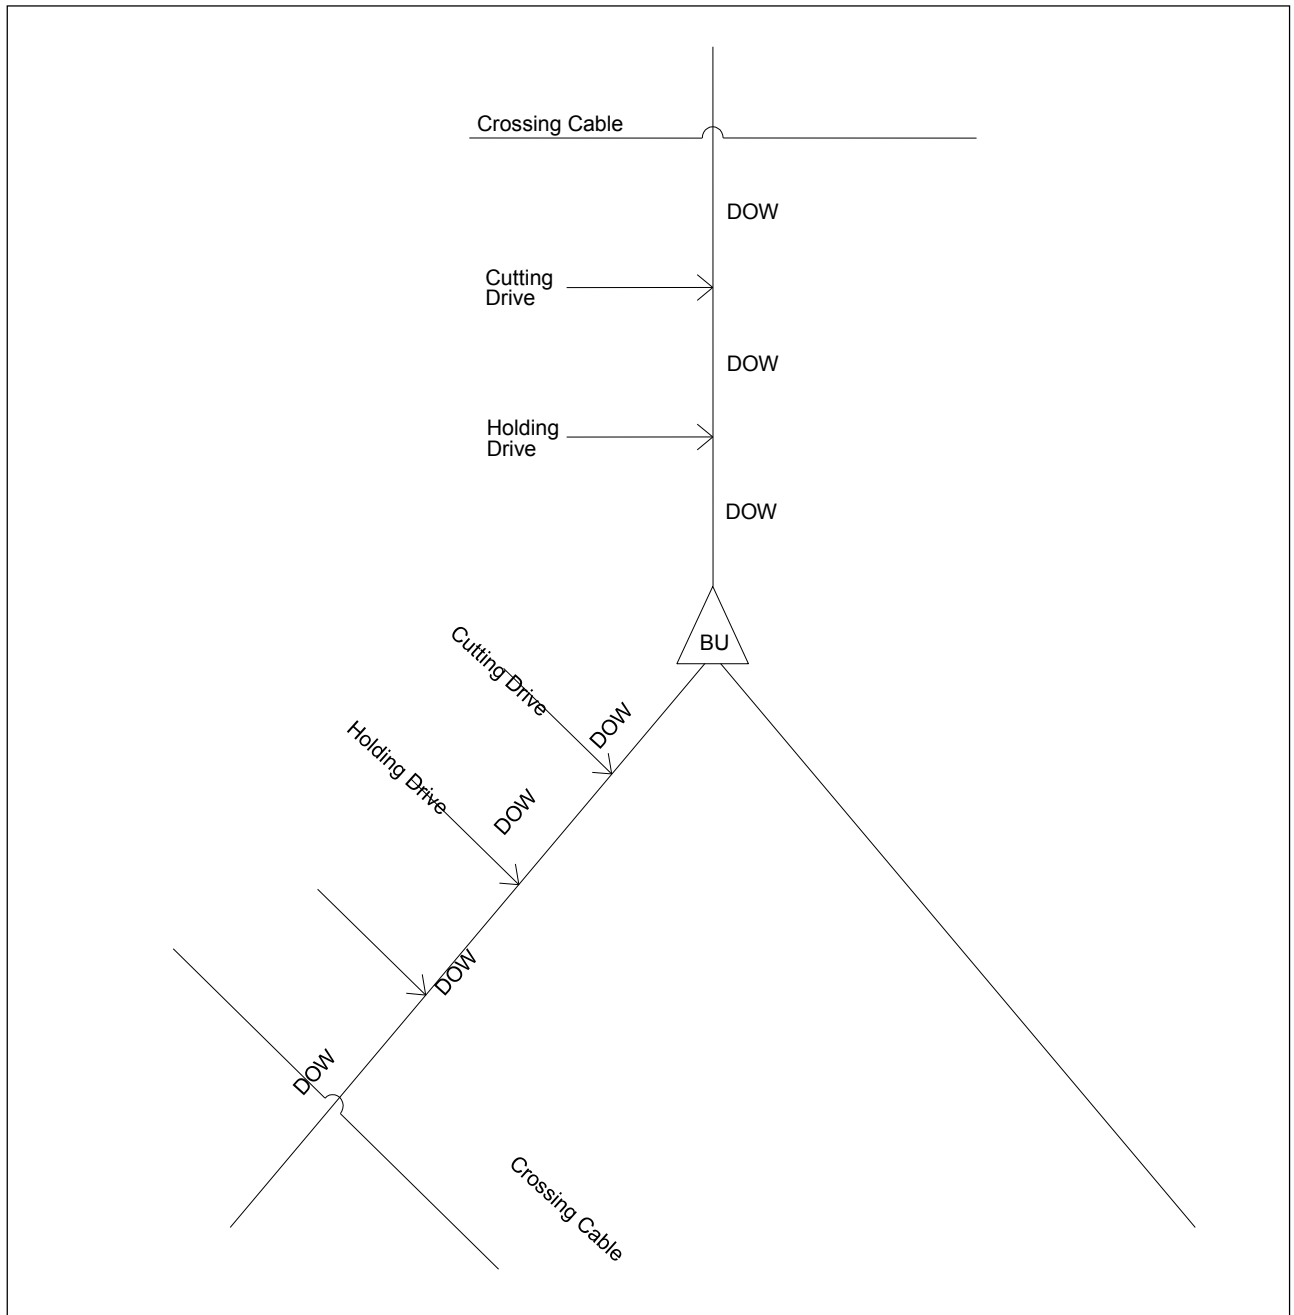 Crossing Cable
DOW
Cutting
Drive
DOW
Holding
Drive
DOW
BU
Cutting Drive
DOW
Holding Drive
DOW
DOW
DOW
Crossing Cable